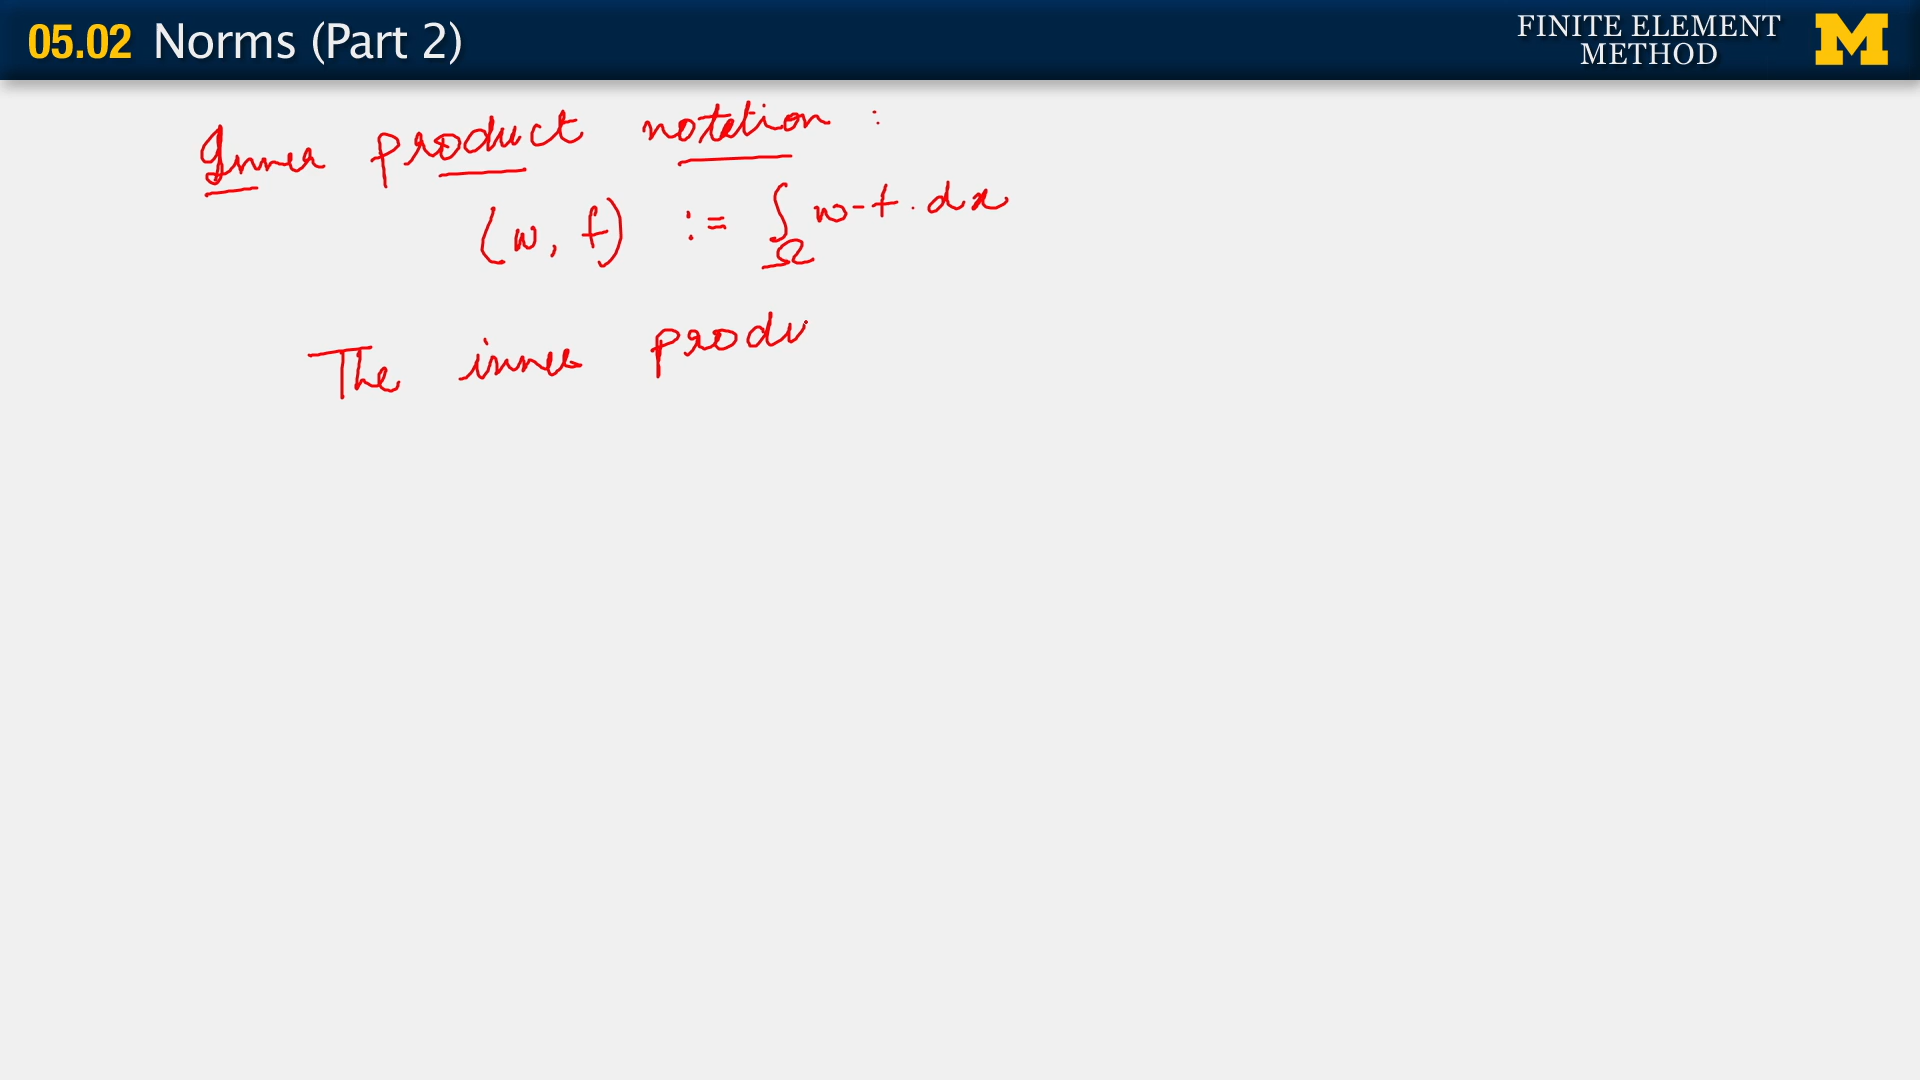 05.02 Norms (Part 2)
FINITE ELEMENT
METHOD
M
Inner product notation :
(w, f) := ∫_Ω w-f. dx
The inner produ